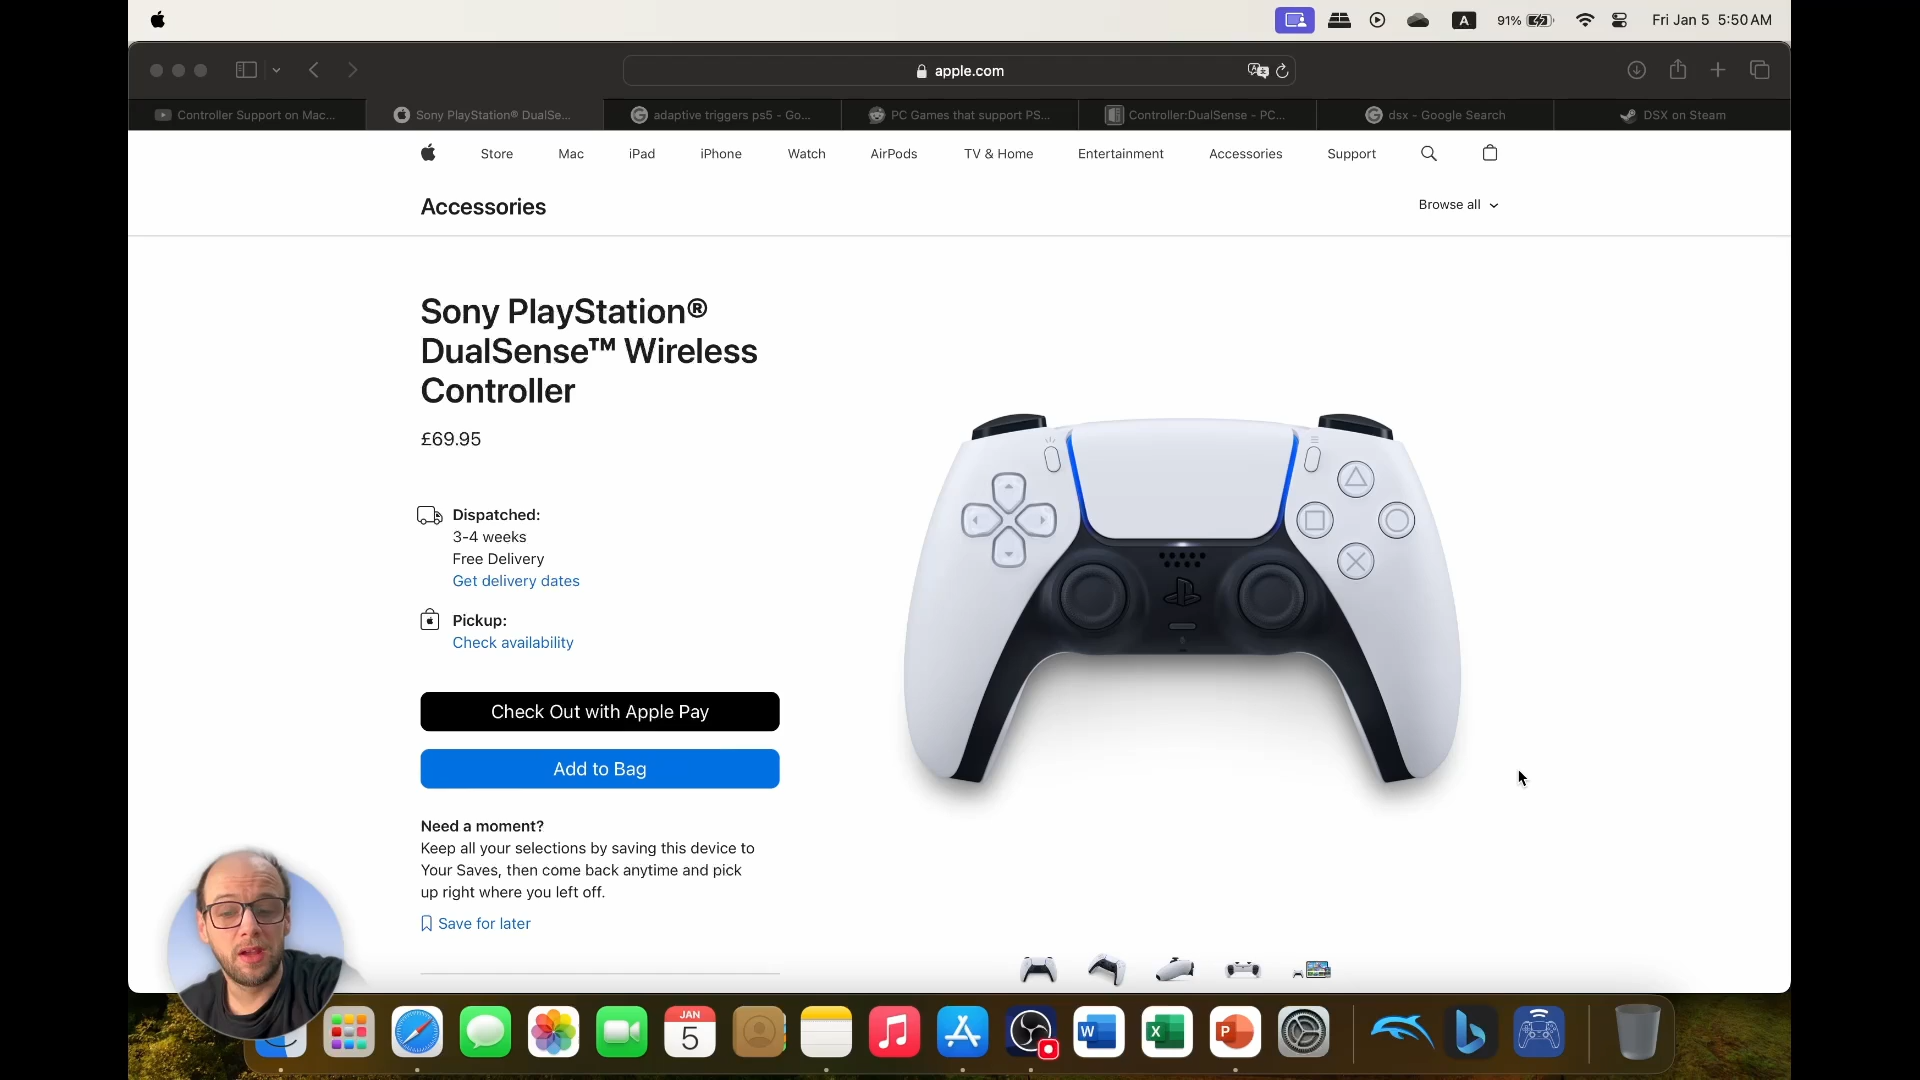 91%
Fri Jan 5 5:50 AM
apple.com
Controller Support on Mac...
Sony PlayStation® DualSe...
adaptive triggers ps5 - Go...
PC Games that support PS...
Controller:DualSense - PC...
dsx - Google Search
DSX on Steam
Store
Mac
iPad
iPhone
Watch
AirPods
TV & Home
Entertainment
Accessories
Support
Accessories
Browse all
Sony PlayStation®
DualSense™ Wireless
Controller
£69.95
Dispatched:
3-4 weeks
Free Delivery
Get delivery dates
Pickup:
Check availability
Check Out with Apple Pay
Add to Bag
Need a moment?
Keep all your selections by saving this device to
Your Saves, then come back anytime and pick
up right where you left off.
Save for later
JAN
5